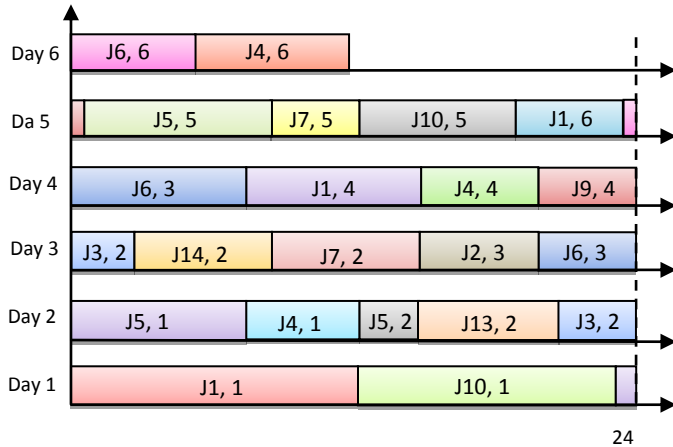 Day 6 J6, 6 J4, 6
Da 5 J5, 5 J7, 5 J10, 5 J1, 6
Day 4 J6, 3 J1, 4 J4, 4 J9, 4
Day 3 J3, 2 J14, 2 J7, 2 J2, 3 J6, 3
Day 2 J5, 1 J4, 1 J5, 2 J13, 2 J3, 2
Day 1 J1, 1 J10, 1
24